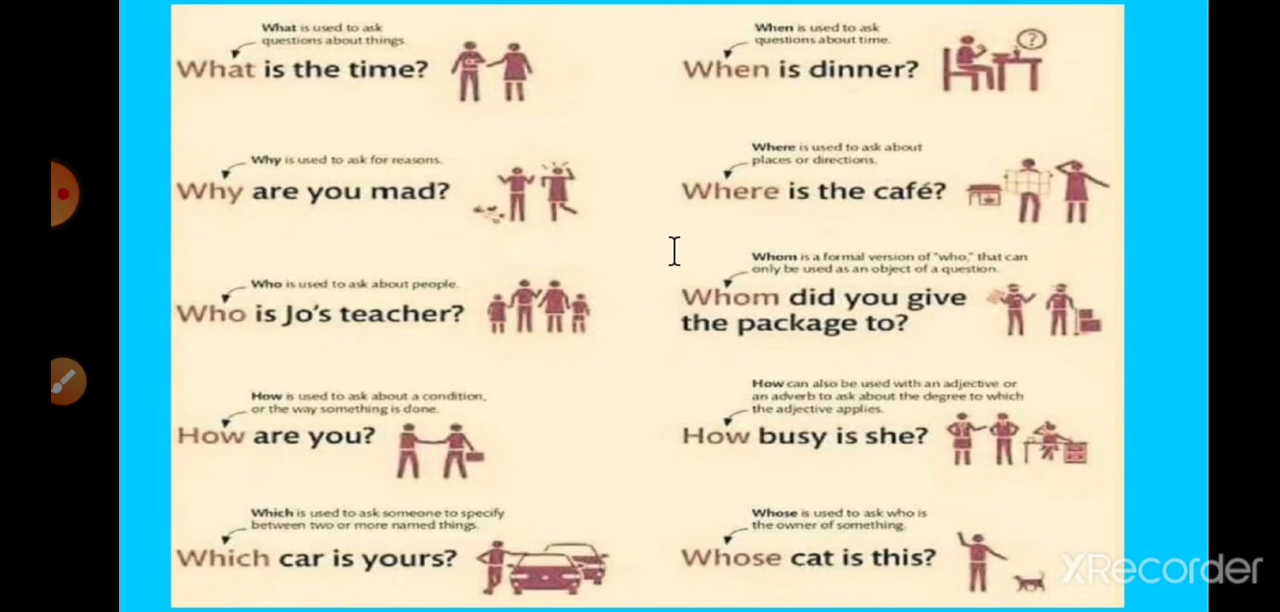 What is used to ask
questions about things.
What is the time?
When is used to ask
questions about time.
When is dinner?
?
Why is used to ask for reasons.
Why are you mad?
Where is used to ask about
places or directions.
Where is the café?
Who is used to ask about people.
Who is Jo's teacher?
Whom is a formal version of "who," that can
only be used as an object of a question.
Whom did you give
the package to?
How is used to ask about a condition,
or the way something is done.
How are you?
How can also be used with an adjective or
an adverb to ask about the degree to which
the adjective applies.
How busy is she?
Which is used to ask someone to specify
between two or more named things.
Which car is yours?
Whose is used to ask who is
the owner of something.
Whose cat is this?
XRecorder